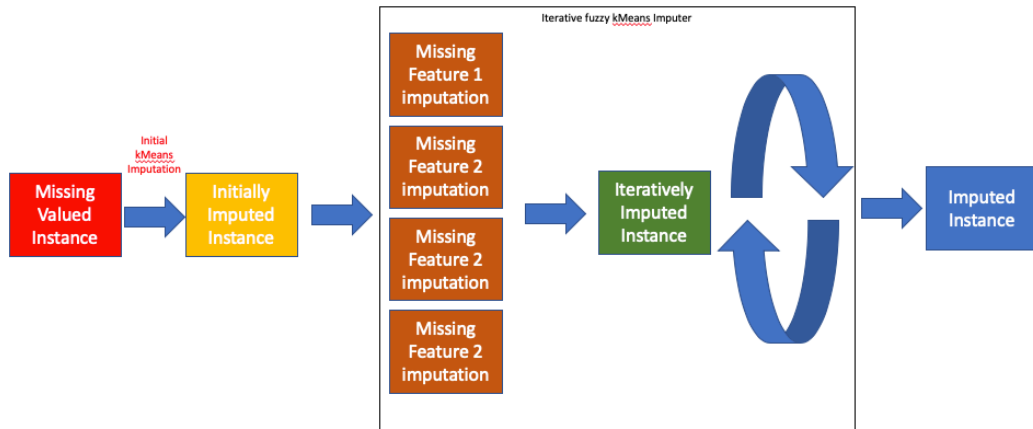 Iterative fuzzy kMeans Imputer
Missing
Feature 1
imputation
Missing
Feature 2
imputation
Missing
Feature 2
imputation
Missing
Feature 2
imputation
Initial
kMeans
Imputation
Missing
Valued
Instance
Initially
Imputed
Instance
Iteratively
Imputed
Instance
Imputed
Instance